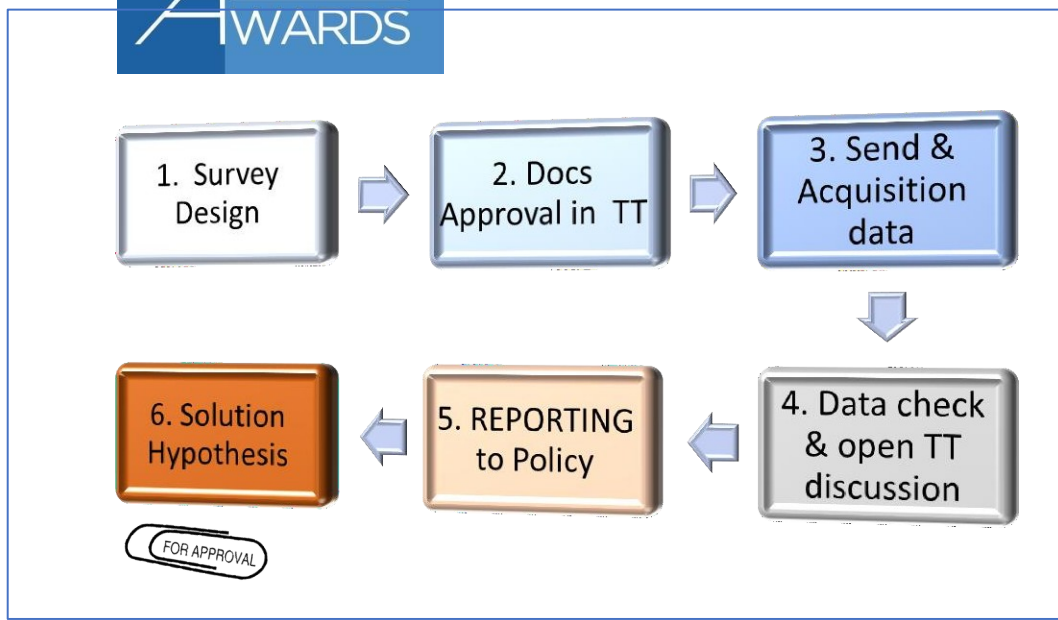 AWARDS
1. Survey
Design
2. Docs
Approval in TT
3. Send &
Acquisition
data
4. Data check
& open TT
discussion
5. REPORTING
to Policy
6. Solution
Hypothesis
FOR APPROVAL